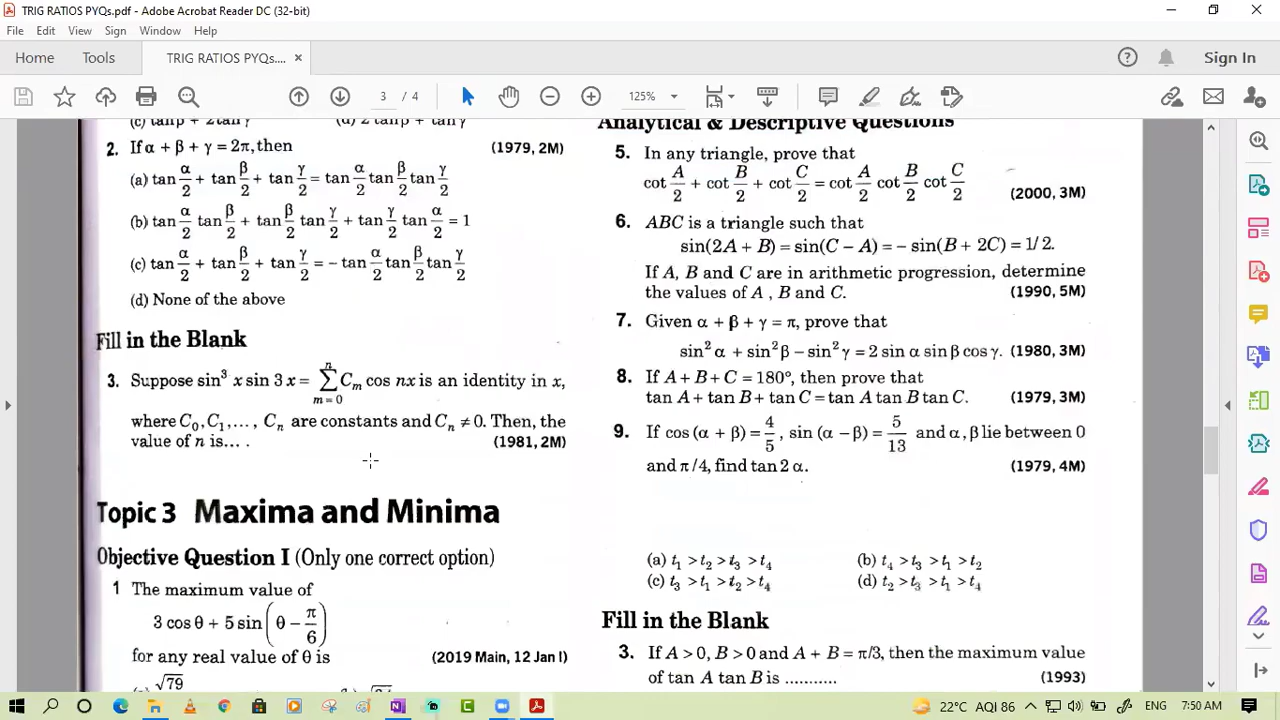 TRIG RATIOS PYQs.pdf - Adobe Acrobat Reader DC (32-bit)
File Edit View Sign Window Help
Home Tools TRIG RATIOS PYQs.... × Sign In
3 / 4 125%
2. If α + β + γ = 2π, then (1979, 2M)
(a) tan α/2 + tan β/2 + tan γ/2 = tan α/2 tan β/2 tan γ/2
(b) tan α/2 tan β/2 + tan β/2 tan γ/2 + tan γ/2 tan α/2 = 1
(c) tan α/2 + tan β/2 + tan γ/2 = – tan α/2 tan β/2 tan γ/2
(d) None of the above
Fill in the Blank
3. Suppose sin³ x sin 3 x = n∑m = 0 Cm cos nx is an identity in x,
where C0, C1,..., Cn are constants and Cn ≠ 0. Then, the
value of n is... . (1981, 2M)
Topic 3 Maxima and Minima
Objective Question I (Only one correct option)
1 The maximum value of
3 cos θ + 5 sin (θ – π/6)
for any real value of θ is (2019 Main, 12 Jan I)
√79
Analytical & Descriptive Questions
5. In any triangle, prove that
cot A/2 + cot B/2 + cot C/2 = cot A/2 cot B/2 cot C/2 (2000, 3M)
6. ABC is a triangle such that
sin(2A + B) = sin(C – A) = – sin(B + 2C) = 1/ 2.
If A, B and C are in arithmetic progression, determine
the values of A , B and C. (1990, 5M)
7. Given α + β + γ = π, prove that
sin² α + sin² β – sin² γ = 2 sin α sin β cos γ. (1980, 3M)
8. If A + B + C = 180°, then prove that
tan A + tan B + tan C = tan A tan B tan C. (1979, 3M)
9. If cos (α + β) = 4/5 , sin (α – β) = 5/13 and α, β lie between 0
and π /4, find tan 2 α. (1979, 4M)
(a) t1 > t2 > t3 > t4 (b) t4 > t3 > t1 > t2
(c) t3 > t1 > t2 > t4 (d) t2 > t3 > t1 > t4
Fill in the Blank
3. If A > 0, B > 0 and A + B = π/3, then the maximum value
of tan A tan B is ........... (1993)
22°C AQI 86 ENG 7:50 AM